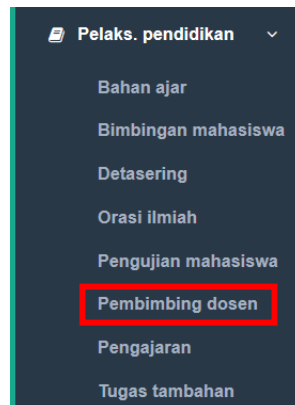 Pelaks. pendidikan
Bahan ajar
Bimbingan mahasiswa
Detasering
Orasi ilmiah
Pengujian mahasiswa
Pembimbing dosen
Pengajaran
Tugas tambahan